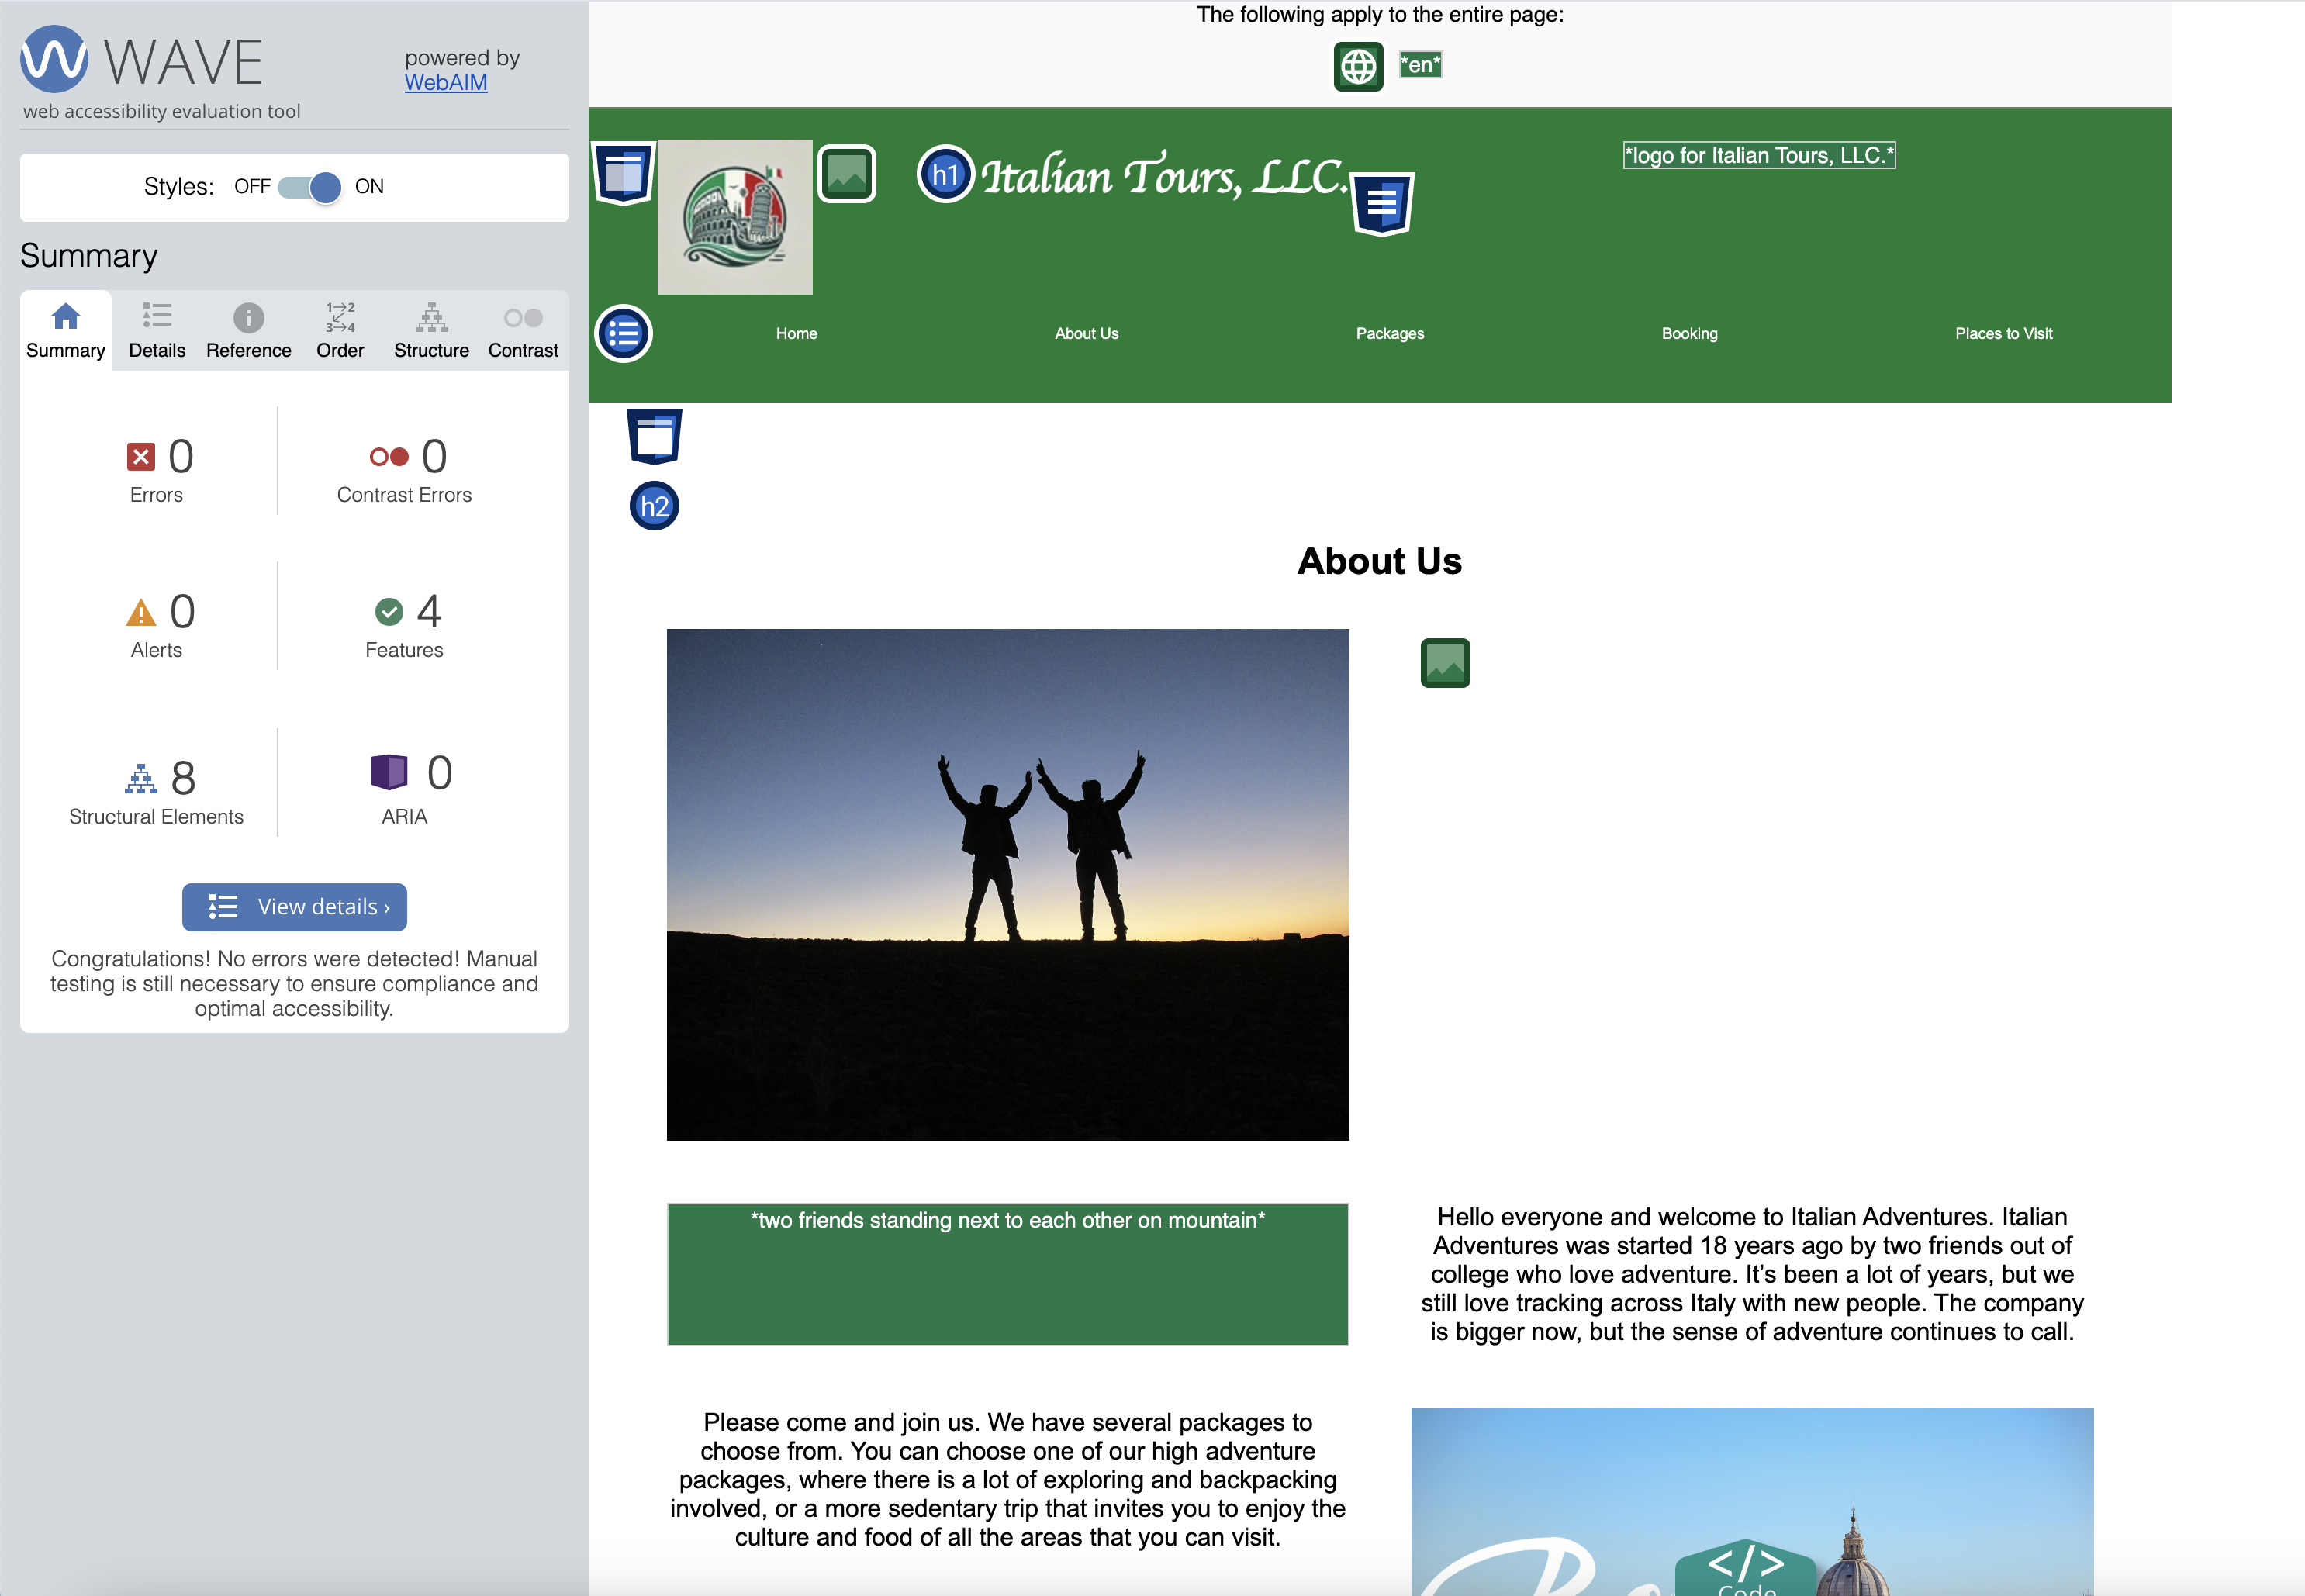 WAVE
powered by
WebAIM
web accessibility evaluation tool
Styles: OFF ON
Summary
Summary Details Reference Order Structure Contrast
1 2
3 4
0
Errors
0
Contrast Errors
0
Alerts
4
Features
8
Structural Elements
0
ARIA
View details ›
Congratulations! No errors were detected! Manual
testing is still necessary to ensure compliance and
optimal accessibility.
The following apply to the entire page:
*en*
h1
Italian Tours, LLC.
*logo for Italian Tours, LLC.*
Home About Us Packages Booking Places to Visit
h2
About Us
*two friends standing next to each other on mountain*
Hello everyone and welcome to Italian Adventures. Italian
Adventures was started 18 years ago by two friends out of
college who love adventure. It’s been a lot of years, but we
still love tracking across Italy with new people. The company
is bigger now, but the sense of adventure continues to call.
Please come and join us. We have several packages to
choose from. You can choose one of our high adventure
packages, where there is a lot of exploring and backpacking
involved, or a more sedentary trip that invites you to enjoy the
culture and food of all the areas that you can visit.
</>
Code